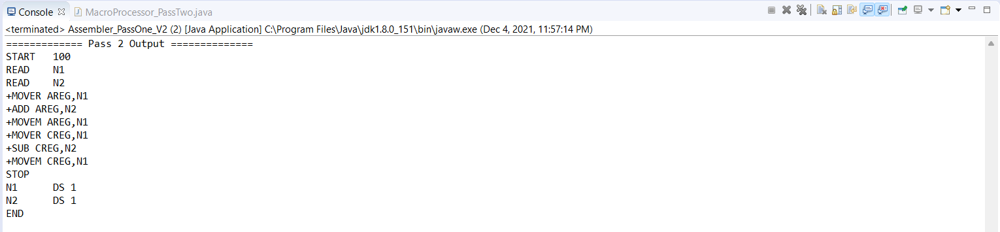 Console MacroProcessor_PassTwo.java
<terminated> Assembler_PassOne_V2 (2) [Java Application] C:\Program Files\Java\jdk1.8.0_151\bin\javaw.exe (Dec 4, 2021, 11:57:14 PM)
============= Pass 2 Output ==============
START	100
READ	N1
READ	N2
+MOVER AREG,N1
+ADD AREG,N2
+MOVEM AREG,N1
+MOVER CREG,N1
+SUB CREG,N2
+MOVEM CREG,N1
STOP
N1	DS 1
N2	DS 1
END